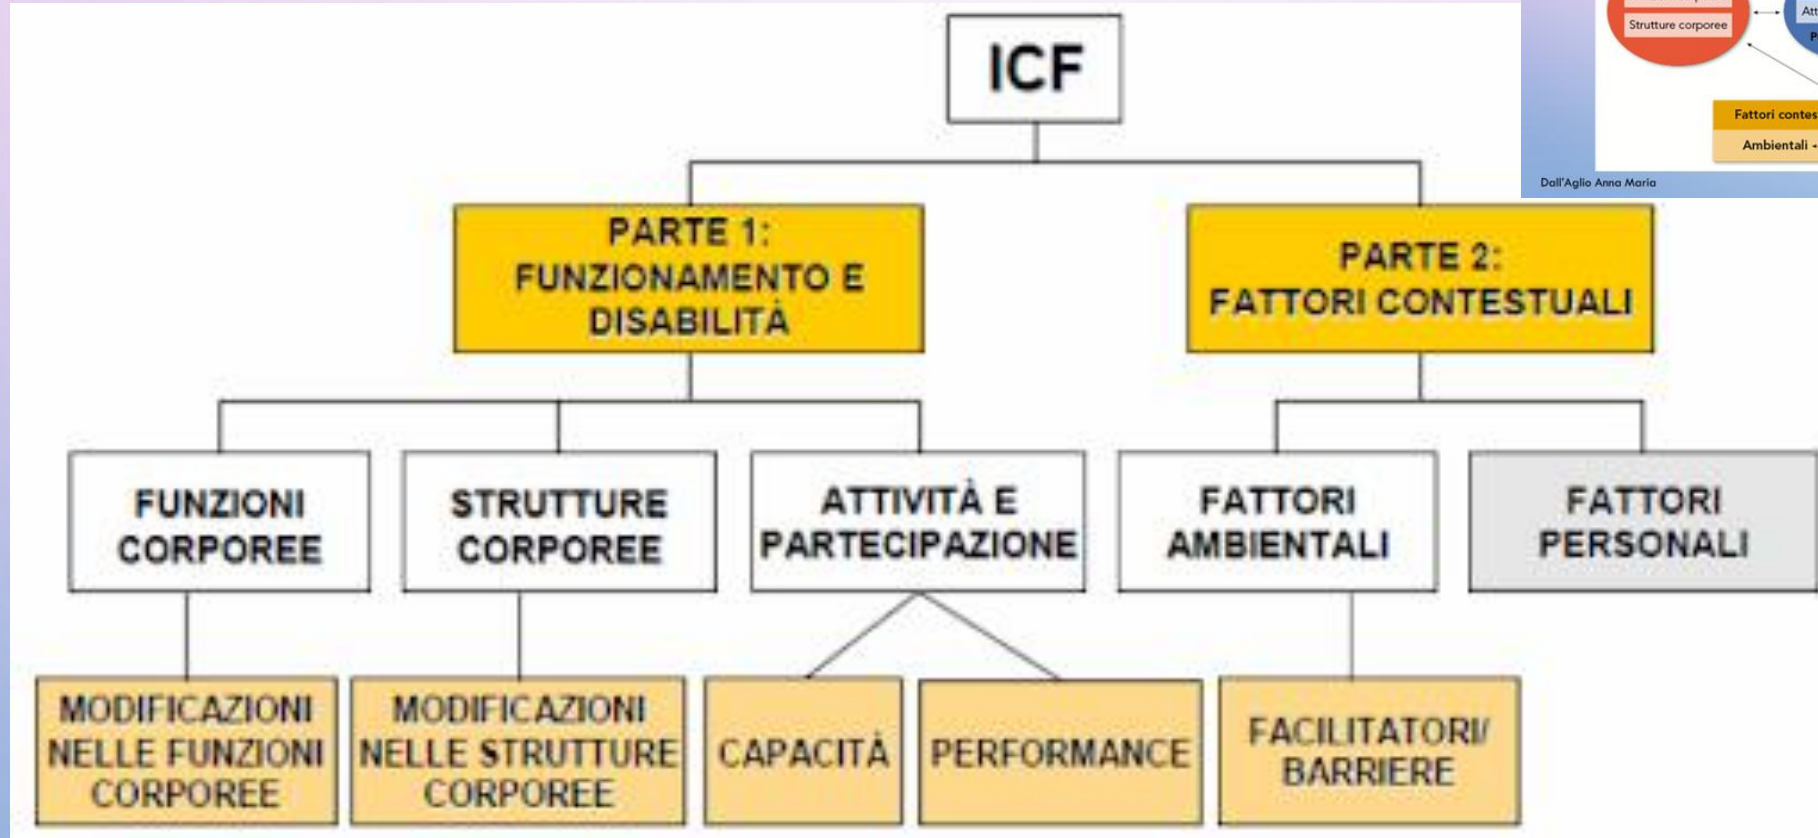 ICF
PARTE 1:
FUNZIONAMENTO E
DISABILITÀ
PARTE 2:
FATTORI CONTESTUALI
FUNZIONI
CORPOREE
STRUTTURE
CORPOREE
ATTIVITÀ E
PARTECIPAZIONE
FATTORI
AMBIENTALI
FATTORI
PERSONALI
MODIFICAZIONI
NELLE FUNZIONI
CORPOREE
MODIFICAZIONI
NELLE STRUTTURE
CORPOREE
CAPACITÀ
PERFORMANCE
FACILITATORI/
BARRIERE
Strutture corporee
Att
P
Fattori contes
Ambientali -
Dall'Aglio Anna Maria